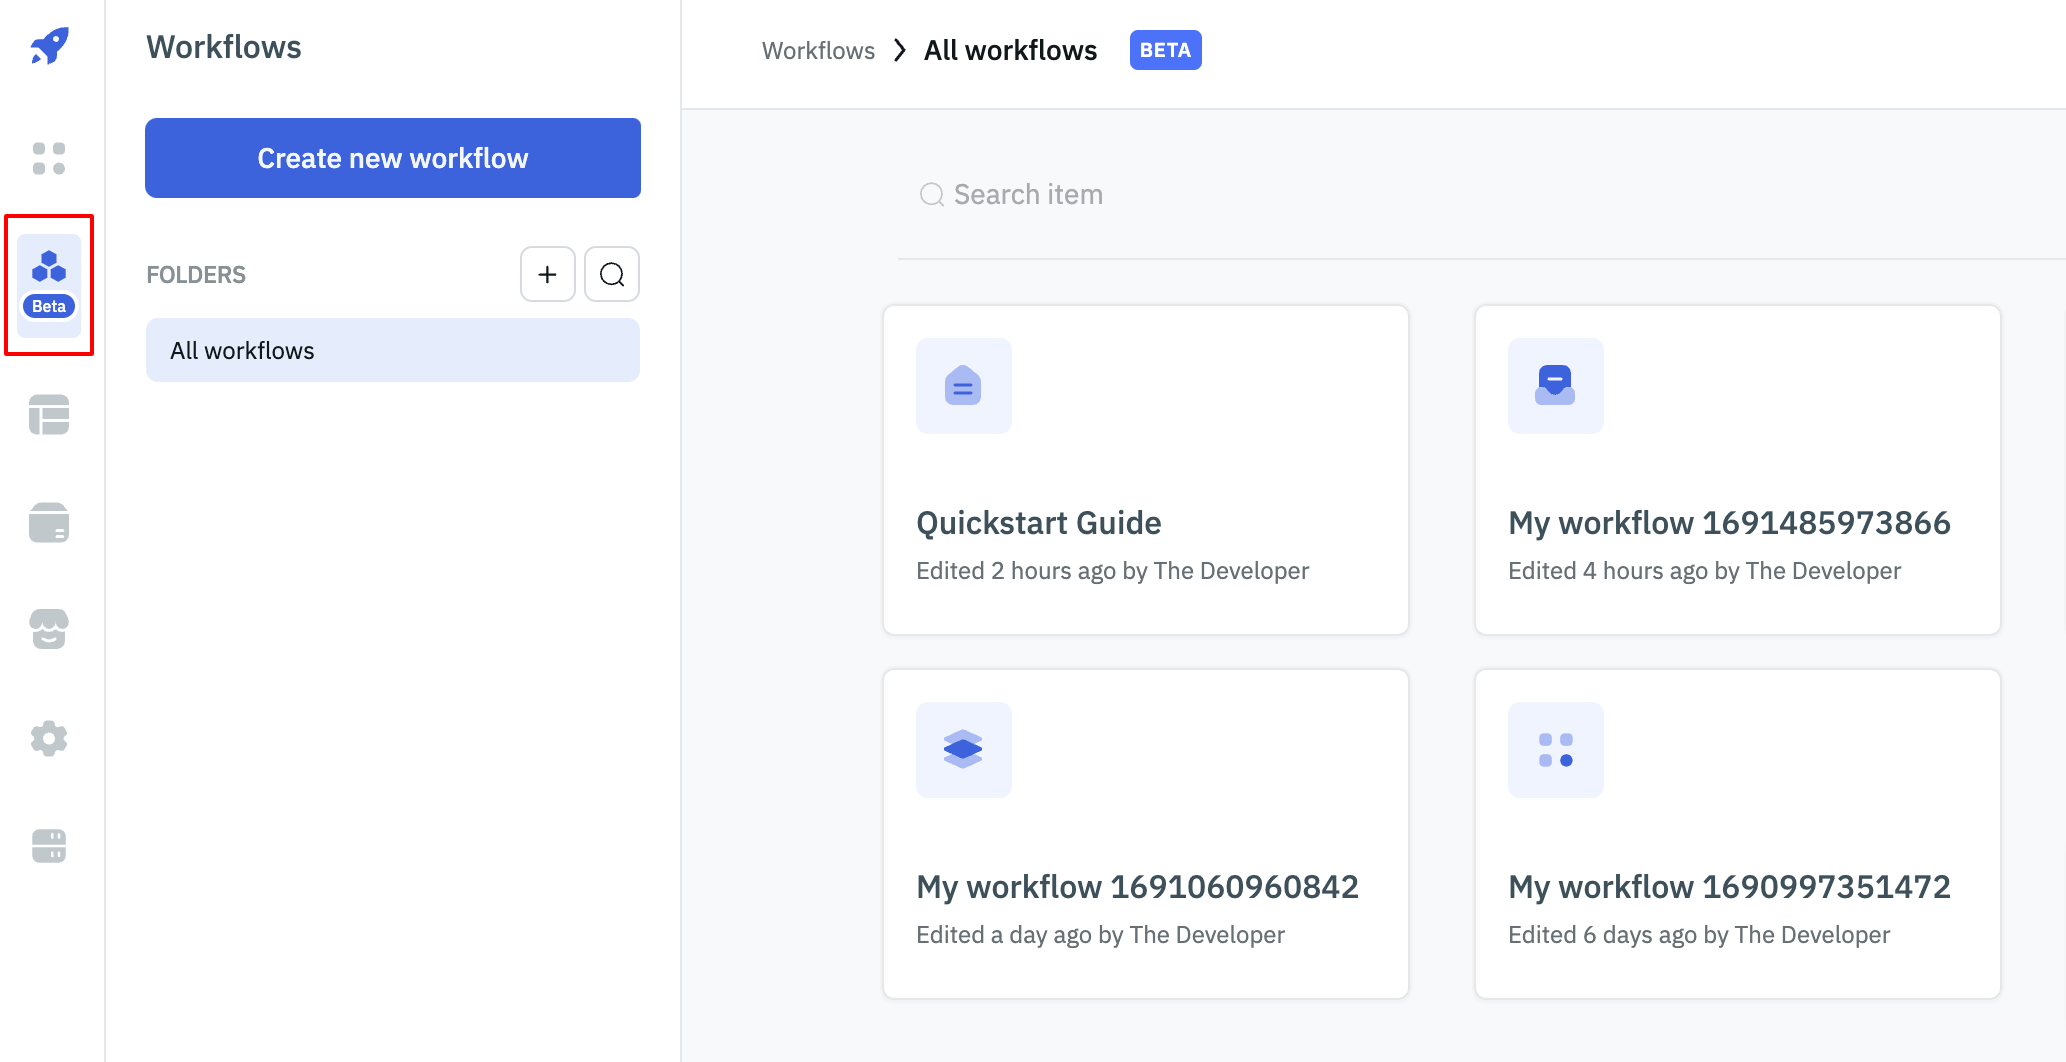 Workflows
Create new workflow
Beta
FOLDERS
All workflows
Workflows
All workflows
BETA
Search item
Quickstart Guide
Edited 2 hours ago by The Developer
My workflow 1691485973866
Edited 4 hours ago by The Developer
My workflow 1691060960842
Edited a day ago by The Developer
My workflow 1690997351472
Edited 6 days ago by The Developer